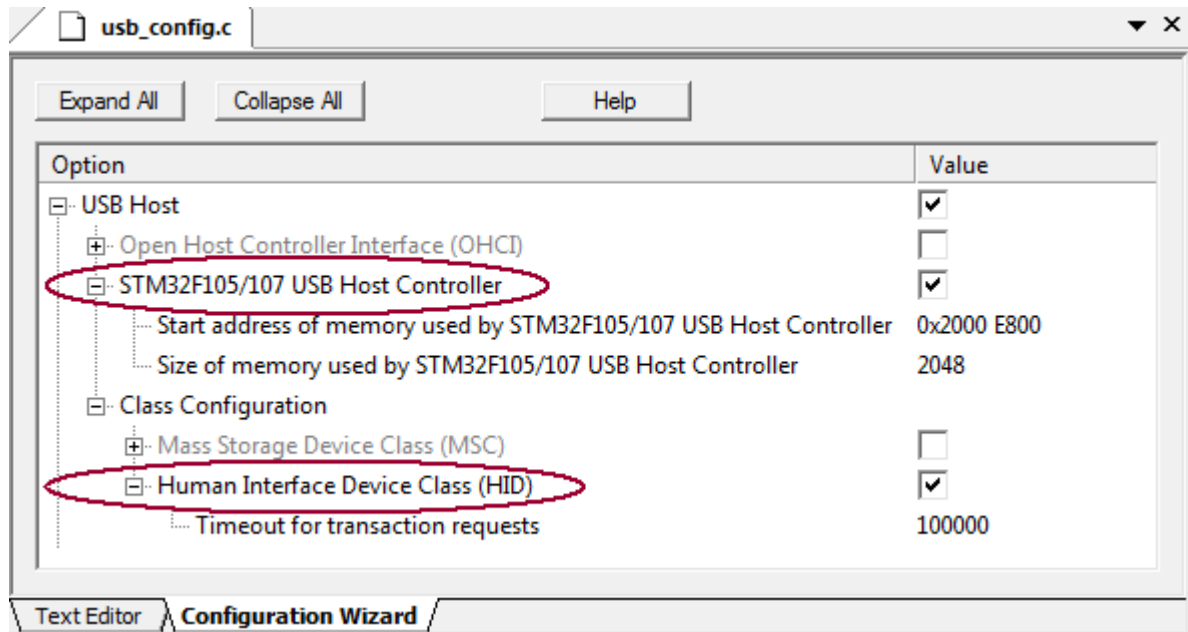 usb_config.c
Expand All Collapse All Help
Option Value
USB Host
Open Host Controller Interface (OHCI)
STM32F105/107 USB Host Controller
Start address of memory used by STM32F105/107 USB Host Controller 0x2000 E800
Size of memory used by STM32F105/107 USB Host Controller 2048
Class Configuration
Mass Storage Device Class (MSC)
Human Interface Device Class (HID)
Timeout for transaction requests 100000
Text Editor Configuration Wizard